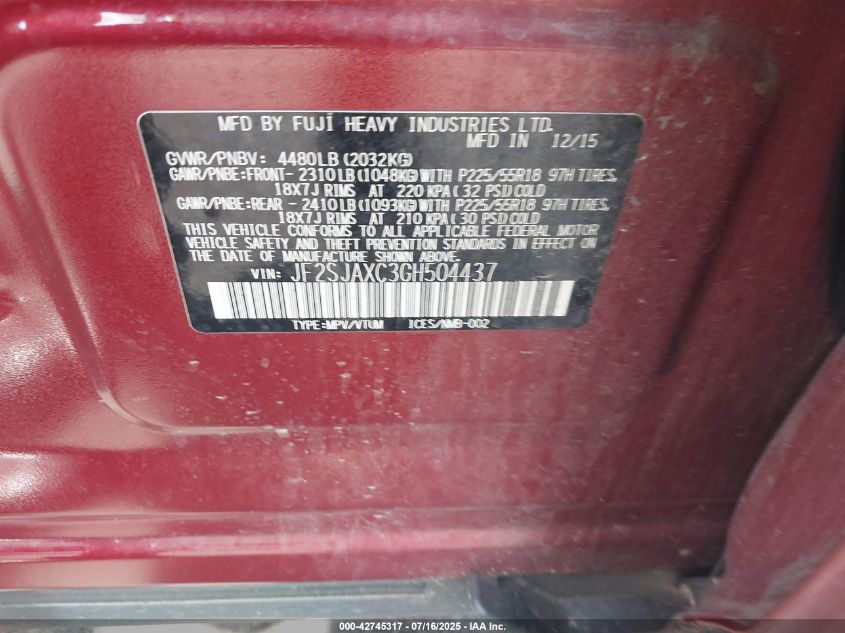 MFD BY FUJI HEAVY INDUSTRIES LTD.
MFD IN 12/15
GVWR/PNBV: 4480LB (2032KG)
GAWR/PNBE:FRONT- 2310LB (1048KG) WITH P225/55R18 97H TIRES,
18X7J RIMS AT 220 KPA ( 32 PSI) COLD
GAWR/PNBE:REAR - 2410LB (1093KG) WITH P225/55R18 97H TIRES,
18X7J RIMS AT 210 KPA ( 30 PSI) COLD
THIS VEHICLE CONFORMS TO ALL APPLICABLE FEDERAL MOTOR
VEHICLE SAFETY AND THEFT PREVENTION STANDARDS IN EFFECT ON
THE DATE OF MANUFACTURE SHOWN ABOVE.
VIN: JF2SJAXC3GH504437
TYPE:MPV/VTUM ICES/NMB-002
000-42745317 - 07/16/2025 - IAA Inc.